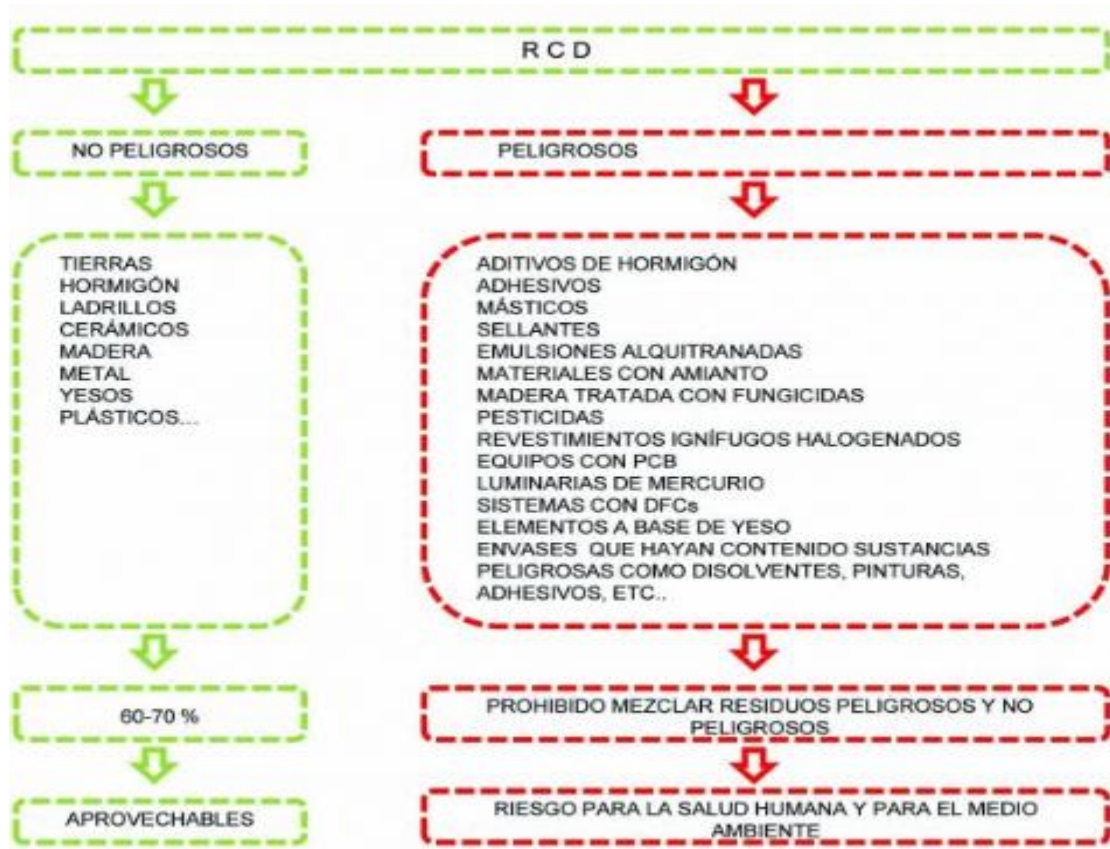 R C D
NO PELIGROSOS
PELIGROSOS
TIERRAS
HORMIGÓN
LADRILLOS
CERÁMICOS
MADERA
METAL
YESOS
PLÁSTICOS...
ADITIVOS DE HORMIGÓN
ADHESIVOS
MÁSTICOS
SELLANTES
EMULSIONES ALQUITRANADAS
MATERIALES CON AMIANTO
MADERA TRATADA CON FUNGICIDAS
PESTICIDAS
REVESTIMIENTOS IGNÍFUGOS HALOGENADOS
EQUIPOS CON PCB
LUMINARIAS DE MERCURIO
SISTEMAS CON DFCs
ELEMENTOS A BASE DE YESO
ENVASES QUE HAYAN CONTENIDO SUSTANCIAS
PELIGROSAS COMO DISOLVENTES, PINTURAS,
ADHESIVOS, ETC..
60-70 %
PROHIBIDO MEZCLAR RESIDUOS PELIGROSOS Y NO
PELIGROSOS
APROVECHABLES
RIESGO PARA LA SALUD HUMANA Y PARA EL MEDIO
AMBIENTE